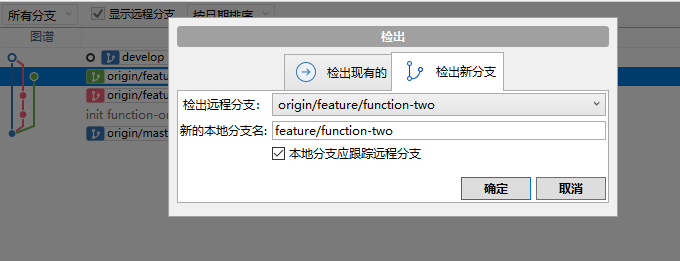 所有分支 显示远程分支 按日期排序
图谱
develop
origin/featu
origin/featu
init function-or
origin/mast
检出
检出现有的 检出新分支
检出远程分支： origin/feature/function-two
新的本地分支名: feature/function-two
本地分支应跟踪远程分支
确定 取消